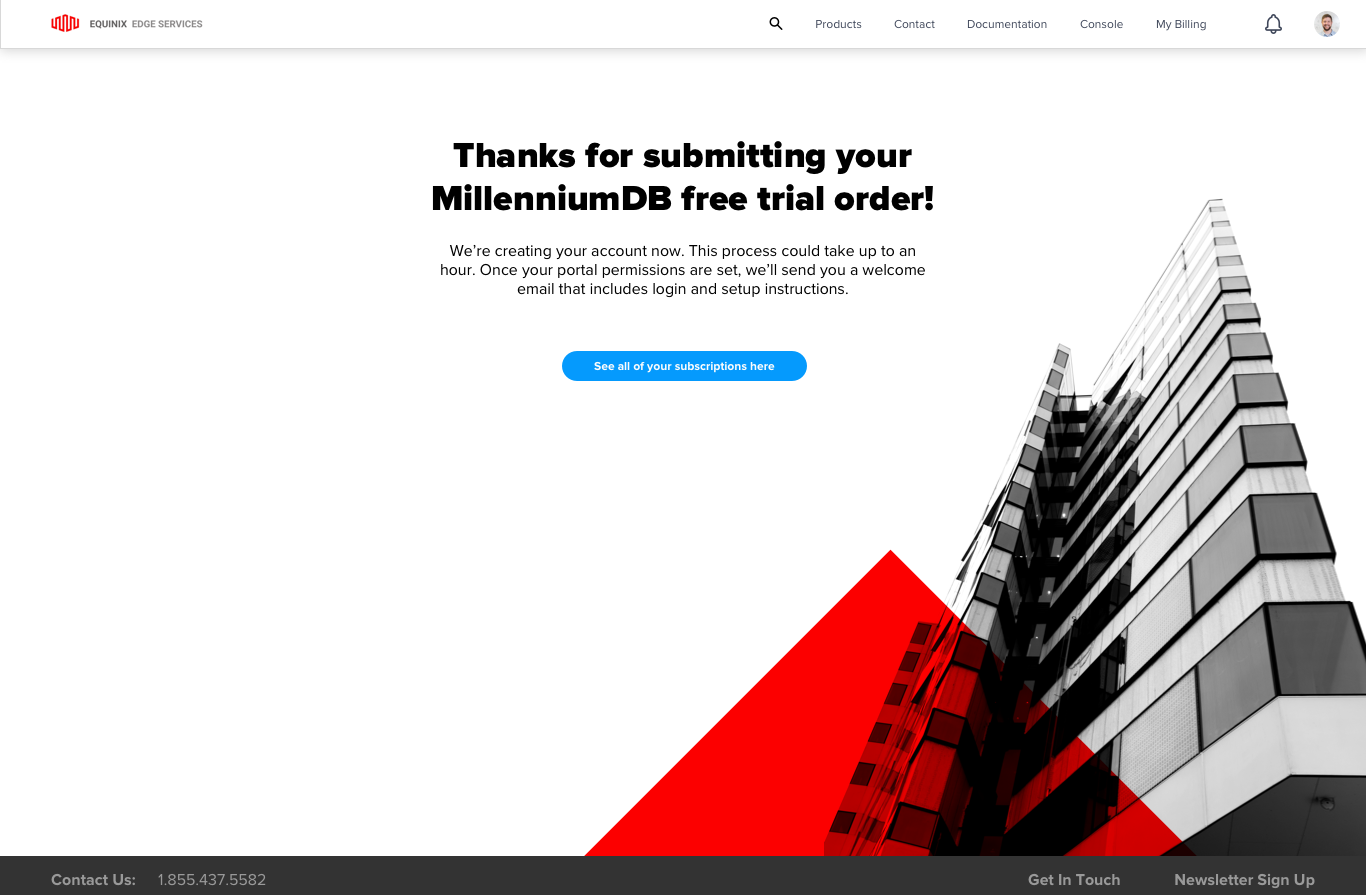 EQUINIX EDGE SERVICES
Products
Contact
Documentation
Console
My Billing
Thanks for submitting your
MillenniumDB free trial order!
We’re creating your account now. This process could take up to an
hour. Once your portal permissions are set, we’ll send you a welcome
email that includes login and setup instructions.
See all of your subscriptions here
Contact Us: 1.855.437.5582
Get In Touch
Newsletter Sign Up